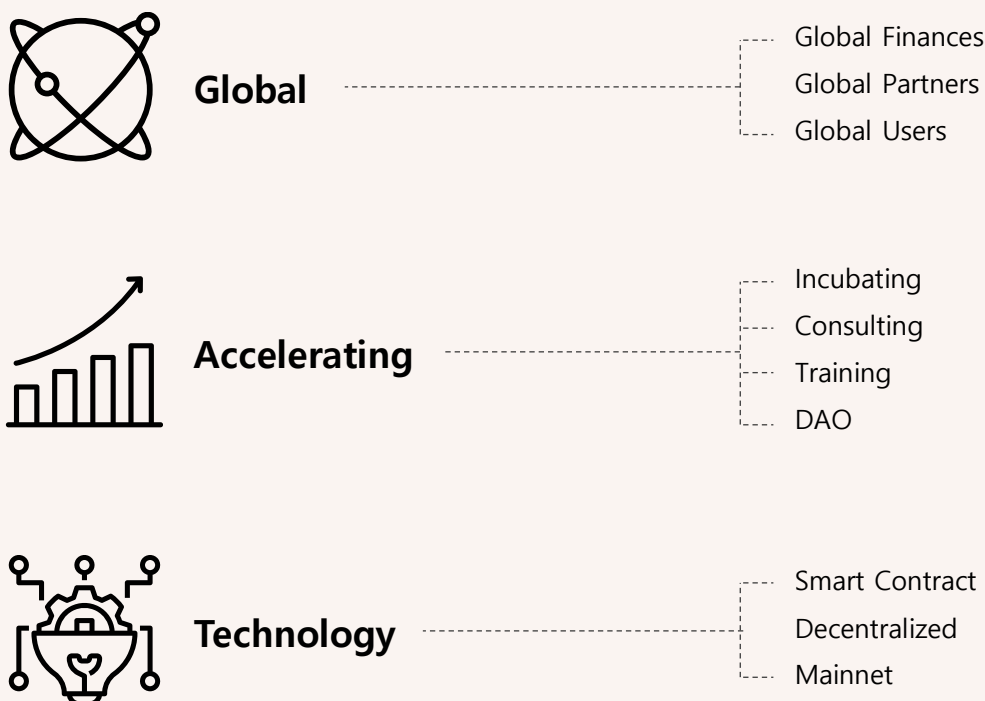 Global
Global Finances
Global Partners
Global Users
Accelerating
Incubating
Consulting
Training
DAO
Technology
Smart Contract
Decentralized
Mainnet